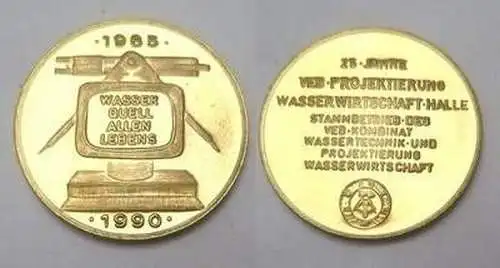 ·1965·
WASSER
QUELL
ALLEN
LEBENS
·1990·
25·JAHRE
VEB·PROJEKTIERUNG
WASSERWIRTSCHAFT·HALLE
STAMMBETRIEB·DES
VEB·KOMBINAT
WASSERTECHNIK·UND
PROJEKTIERUNG
WASSERWIRTSCHAFT